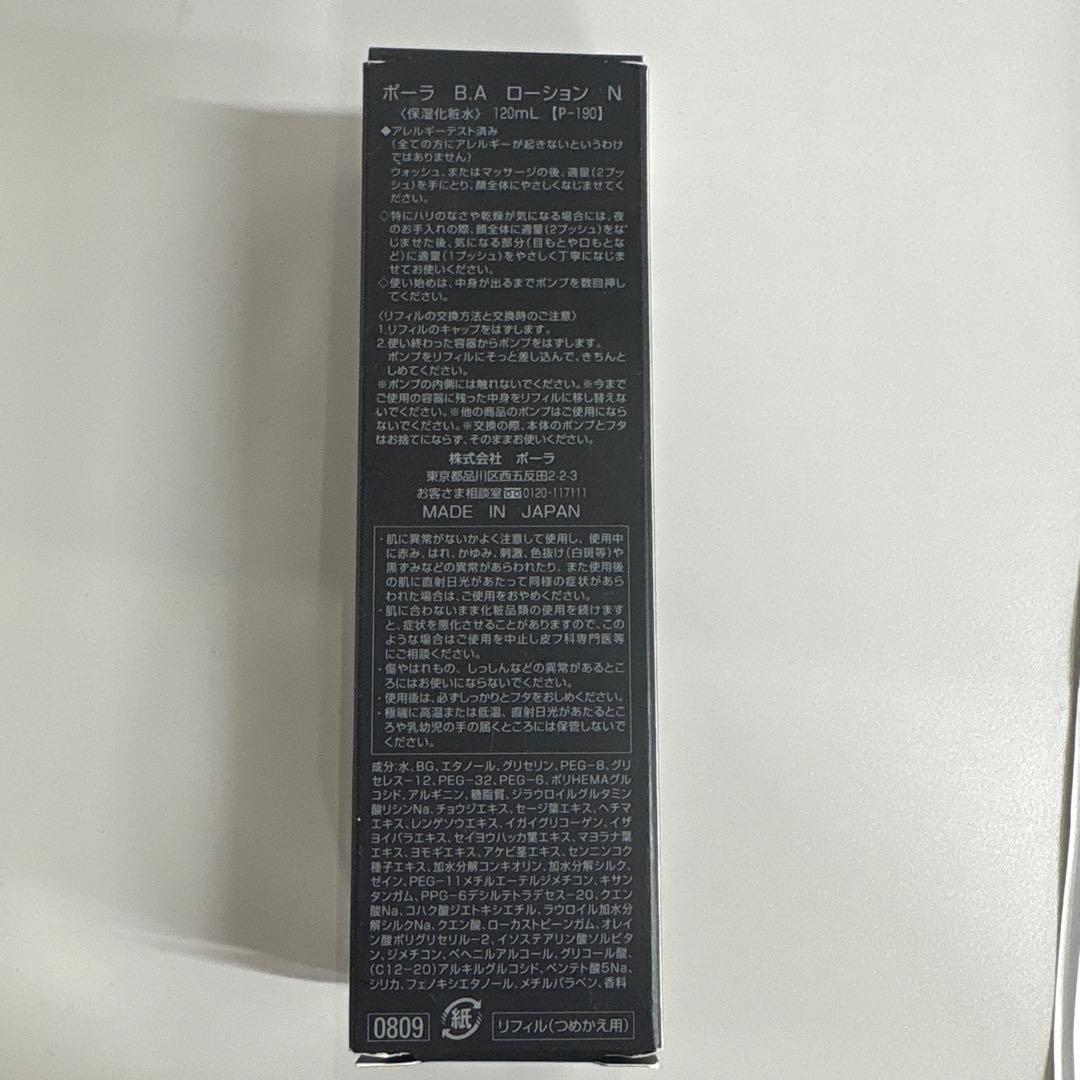 ポーラ B.A ローション N
〈保湿化粧水〉 120mL 【P-190】
◆アレルギーテスト済み
(全ての方にアレルギーが起きないというわけ
ではありません)
ウォッシュ、またはマッサージの後、適量(2プッ
シュ)を手にとり、顔全体にやさしくなじませてく
ださい。
◇特にハリのなさや乾燥が気になる場合には、夜
のお手入れの際、顔全体に適量(2プッシュ)をな
じませた後、気になる部分(目もとや口もとな
ど)に適量(1プッシュ)をやさしく丁寧になじま
せてお使いください。
◇使い始めは、中身が出るまでポンプを数回押し
てください。
〈リフィルの交換方法と交換時のご注意〉
1.リフィルのキャップをはずします。
2.使い終わった容器からポンプをはずします。
ポンプをリフィルにそっと差し込んで、きちんと
しめてください。
※ポンプの内側には触れないでください。※今まで
ご使用の容器に残った中身をリフィルに移し替えな
いでください。※他の商品のポンプはご使用になら
ないでください。※交換の際、本体のポンプとフタ
はお捨てにならず、そのままお使いください。
株式会社 ポーラ
東京都品川区西五反田2-2-3
お客さま相談室0120-117111
MADE IN JAPAN
・肌に異常がないかよく注意して使用し、使用中
に赤み、はれ、かゆみ、刺激、色抜け(白斑等)や
黒ずみなどの異常があらわれたり、また使用後
の肌に直射日光があたって同様の症状があら
われた場合は、ご使用をおやめください。
・肌に合わないまま化粧品類の使用を続けます
と、症状を悪化させることがありますので、この
ような場合はご使用を中止し皮フ科専門医等
にご相談ください。
・傷やはれもの、しっしんなどの異常があるとこ
ろにはお使いにならないでください。
・使用後は、必ずしっかりとフタをおしめください。
・極端に高温または低温、直射日光があたるとこ
ろや乳幼児の手の届くところには保管しないで
ください。
成分:水、BG、エタノール、グリセリン、PEG-8、グリ
セレス-12、PEG-32、PEG-6、ポリHEMAグル
コシド、アルギニン、糖脂質、ジラウロイルグルタミン
酸リシンNa、チョウジエキス、セージ葉エキス、ヘチマ
エキス、レンゲソウエキス、イガイグリコーゲン、イザ
ヨイバラエキス、セイヨウハッカ葉エキス、マヨラナ葉
エキス、ヨモギエキス、アケビ茎エキス、センニンコク
種子エキス、加水分解コンキオリン、加水分解シルク、
ゼイン、PEG-11メチルエーテルジメチコン、キサン
タンガム、PPG-6デシルテトラデセス-20、クエン
酸Na、コハク酸ジエトキシエチル、ラウロイル加水分
解シルクNa、クエン酸、ローカストビーンガム、オレイ
ン酸ポリグリセリル-2、イソステアリン酸ソルビタ
ン、ジメチコン、ベヘニルアルコール、グリコール酸、
(C12-20)アルキルグルコシド、ペンテト酸5Na、
シリカ、フェノキシエタノール、メチルパラベン、香料
0809 紙 リフィル(つめかえ用)